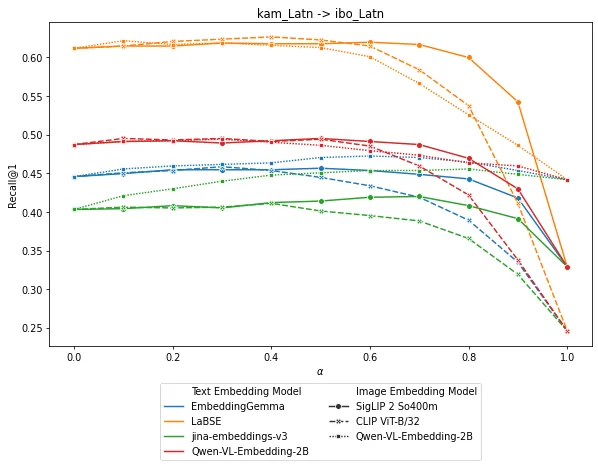 kam_Latn -> ibo_Latn
Recall@1
0.60
0.55
0.50
0.45
0.40
0.35
0.30
0.25
0.0 0.2 0.4 0.6 0.8 1.0
α
Text Embedding Model
EmbeddingGemma
LaBSE
jina-embeddings-v3
Qwen-VL-Embedding-2B
Image Embedding Model
SigLIP 2 So400m
CLIP ViT-B/32
Qwen-VL-Embedding-2B